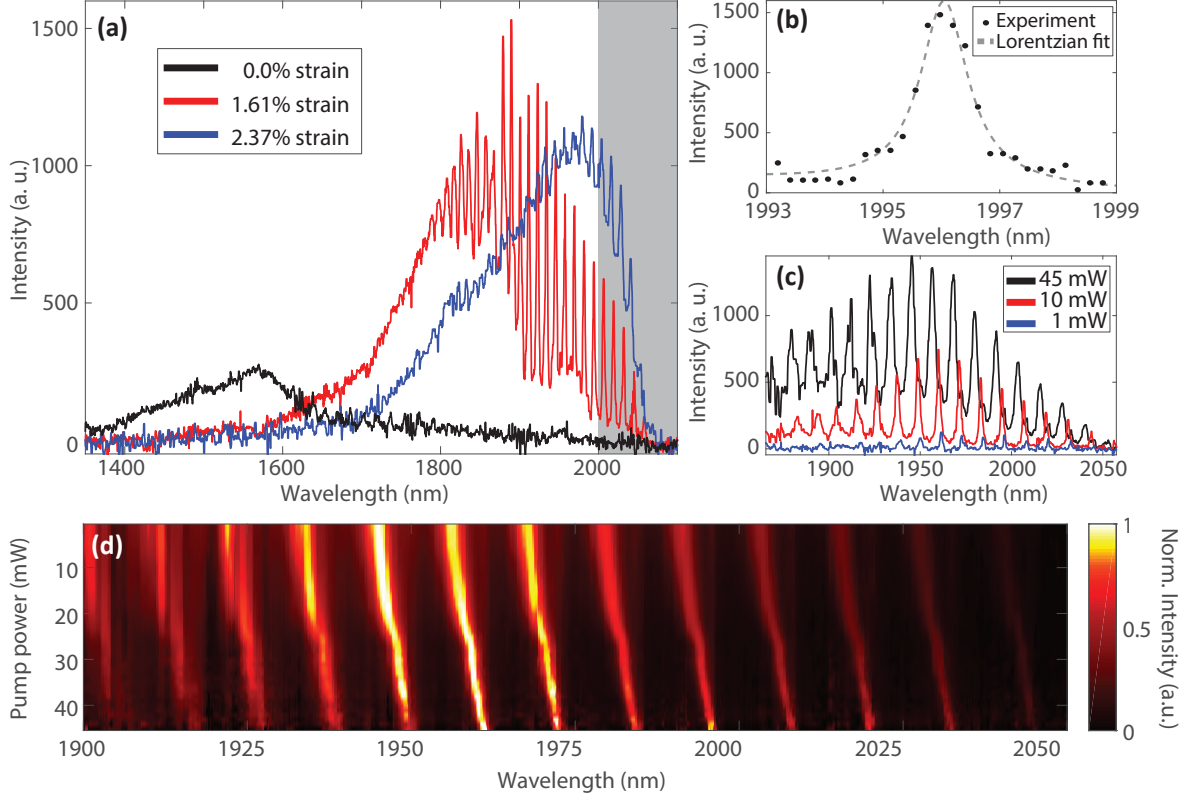 (a)
1500
1000
500
0
Intensity (a. u.)
0.0% strain
1.61% strain
2.37% strain
1400 1600 1800 2000
Wavelength (nm)
(b)
1500
1000
500
0
Intensity (a. u.)
Experiment
Lorentzian fit
1993 1995 1997 1999
Wavelength (nm)
(c)
1000
500
0
Intensity (a. u.)
45 mW
10 mW
1 mW
1900 1950 2000 2050
Wavelength (nm)
(d)
10
20
30
40
Pump power (mW)
1900 1925 1950 1975 2000 2025 2050
Wavelength (nm)
1
0.5
0
Norm. Intensity (a.u.)